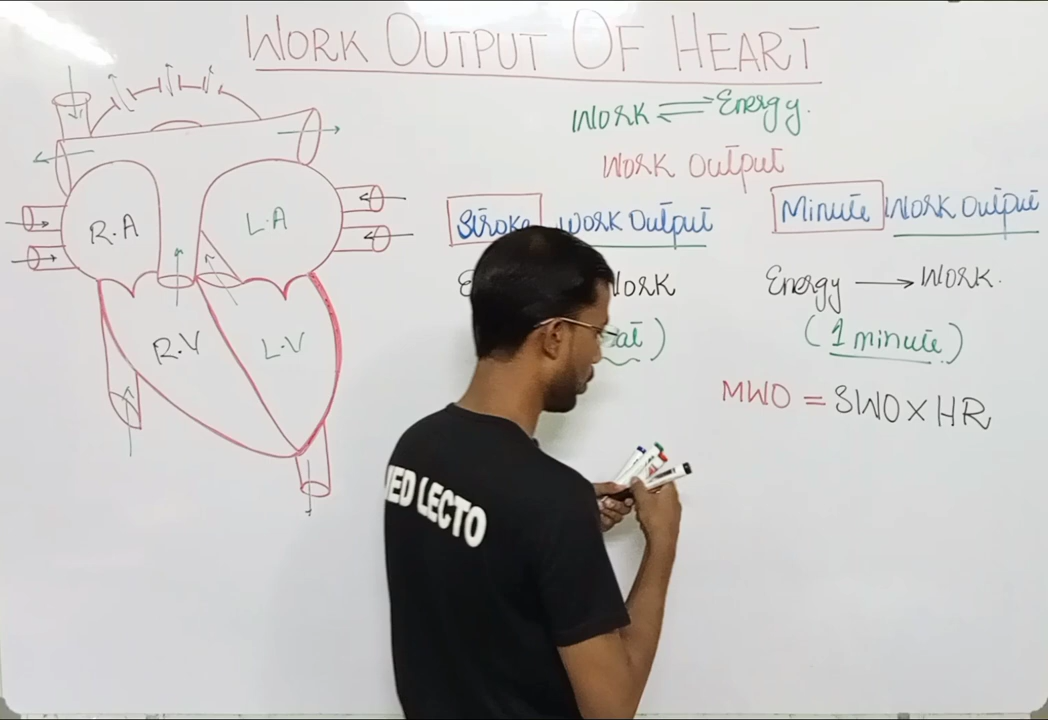 WORK OUTPUT OF HEART
WORK ⇌ Energy.
WORK OUTPUT
Stroke WORK Output
Minute WORK Output
Energy → WORK.
(1 minute)
MWO = SWO × HR
R.A
L.A
R.V
L.V
LECTO